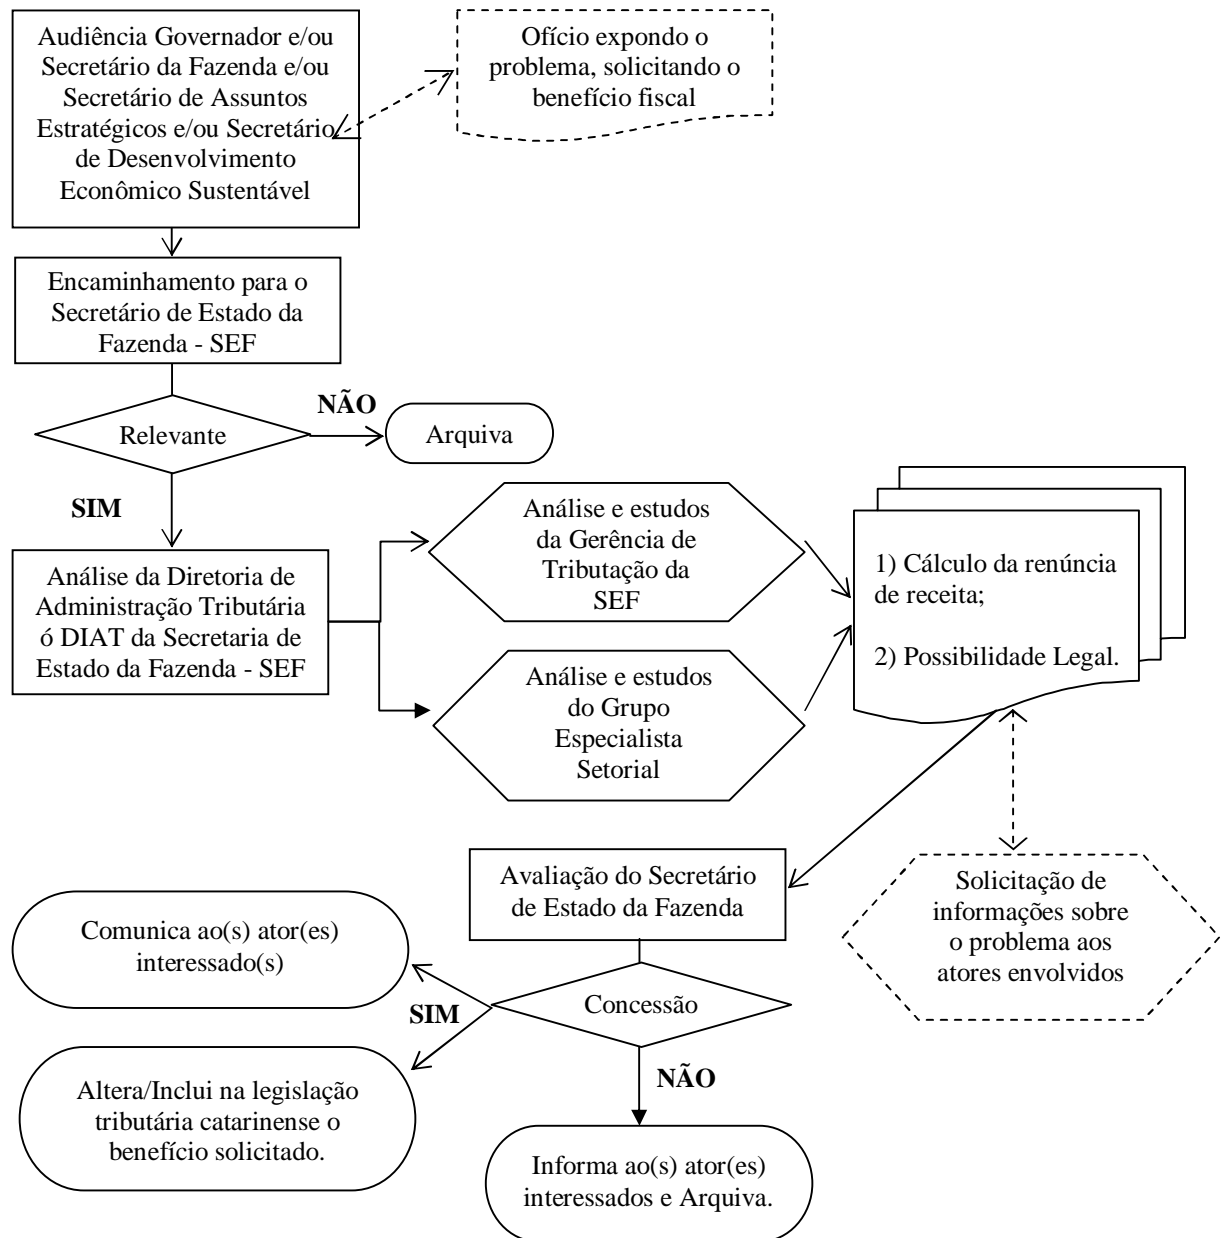 Audiência Governador e/ou
Secretário da Fazenda e/ou
Secretário de Assuntos
Estratégicos e/ou Secretário
de Desenvolvimento
Econômico Sustentável
Ofício expondo o
problema, solicitando o
benefício fiscal
Encaminhamento para o
Secretário de Estado da
Fazenda - SEF
Relevante
NÃO
Arquiva
SIM
Análise da Diretoria de
Administração Tributária
ó DIAT da Secretaria de
Estado da Fazenda - SEF
Análise e estudos
da Gerência de
Tributação da
SEF
Análise e estudos
do Grupo
Especialista
Setorial
1) Cálculo da renúncia
de receita;
2) Possibilidade Legal.
Solicitação de
informações sobre
o problema aos
atores envolvidos
Avaliação do Secretário
de Estado da Fazenda
Concessão
SIM
Comunica ao(s) ator(es)
interessado(s)
Altera/Inclui na legislação
tributária catarinense o
benefício solicitado.
NÃO
Informa ao(s) ator(es)
interessados e Arquiva.